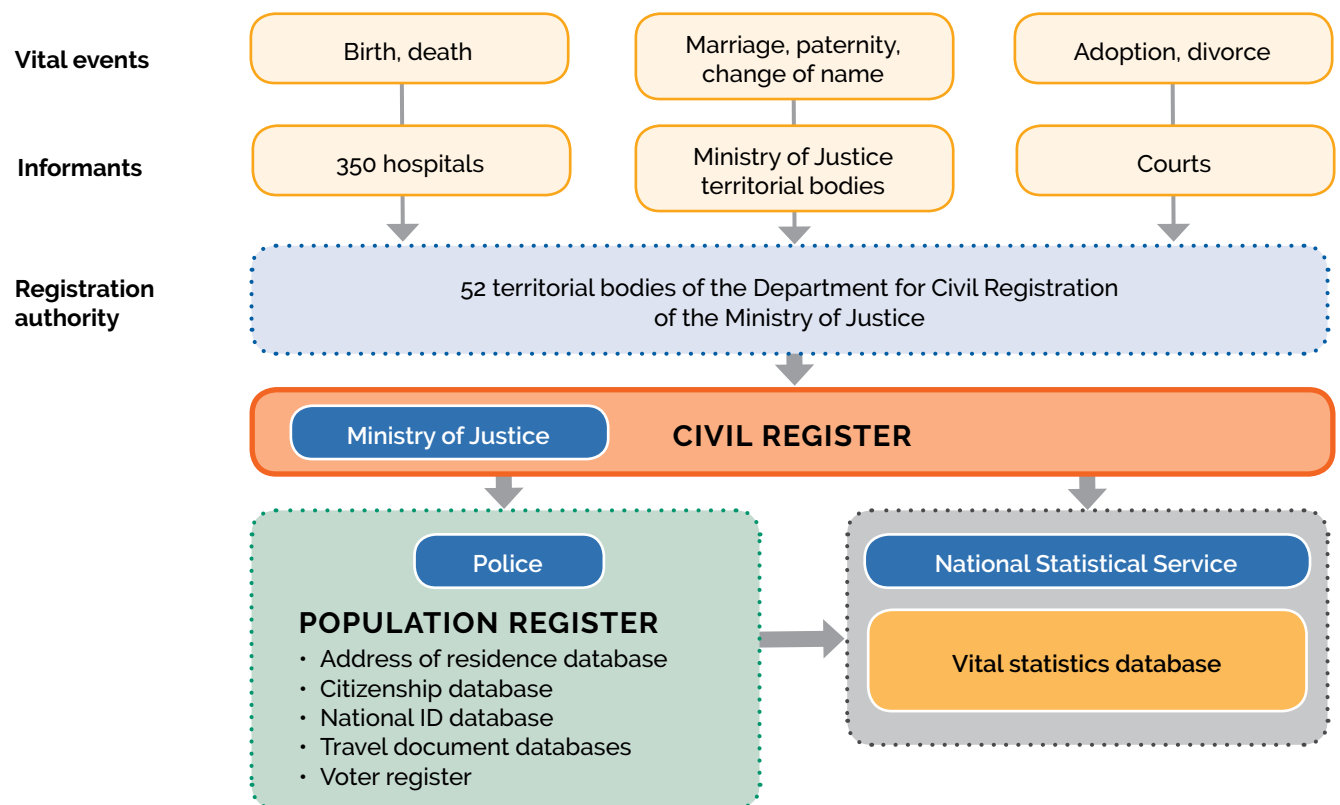 Vital events
Birth, death
Marriage, paternity,
change of name
Adoption, divorce
Informants
350 hospitals
Ministry of Justice
territorial bodies
Courts
Registration
authority
52 territorial bodies of the Department for Civil Registration
of the Ministry of Justice
Ministry of Justice
CIVIL REGISTER
Police
POPULATION REGISTER
• Address of residence database
• Citizenship database
• National ID database
• Travel document databases
• Voter register
National Statistical Service
Vital statistics database